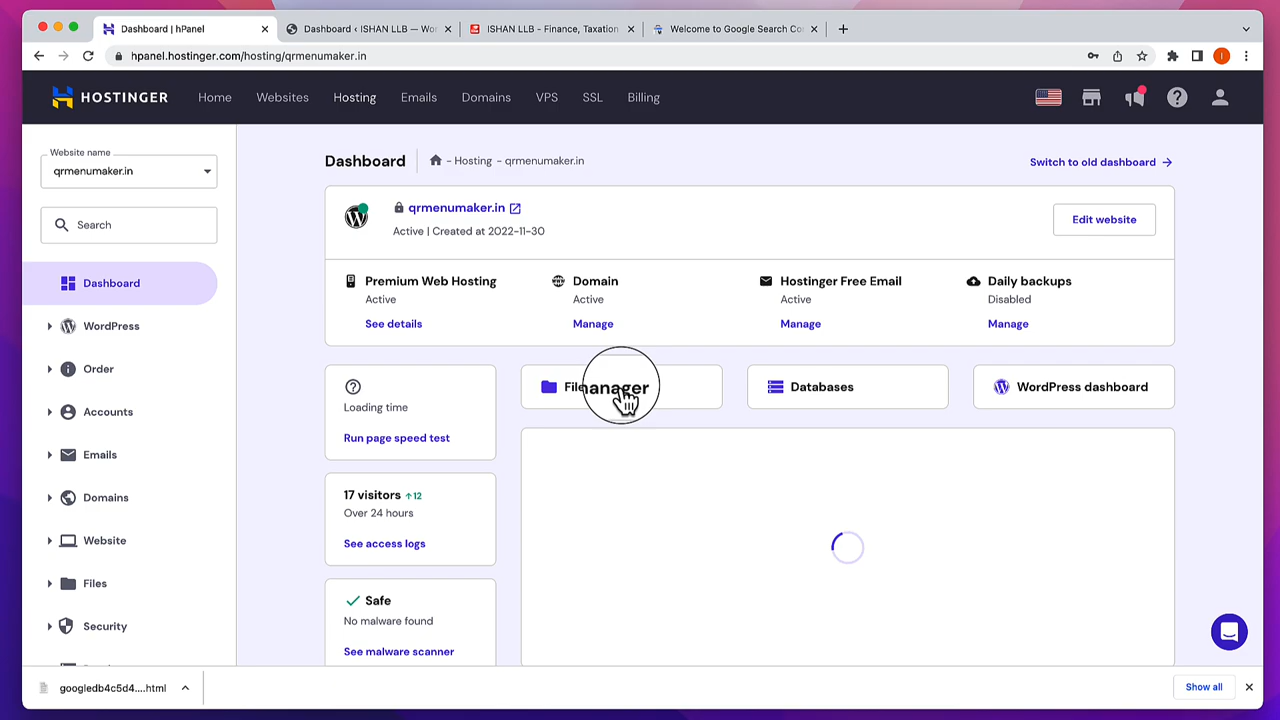 Dashboard | hPanel
Dashboard ‹ ISHAN LLB — Wor
ISHAN LLB - Finance, Taxation
Welcome to Google Search Con
hpanel.hostinger.com/hosting/qrmenumaker.in
HOSTINGER
Home
Websites
Hosting
Emails
Domains
VPS
SSL
Billing
Website name
qrmenumaker.in
Search
Dashboard
WordPress
Order
Accounts
Emails
Domains
Website
Files
Security
Dashboard
- Hosting - qrmenumaker.in
Switch to old dashboard →
qrmenumaker.in
Active | Created at 2022-11-30
Edit website
Premium Web Hosting
Active
See details
Domain
Active
Manage
Hostinger Free Email
Active
Manage
Daily backups
Disabled
Manage
Loading time
Run page speed test
File manager
Databases
WordPress dashboard
17 visitors ↑12
Over 24 hours
See access logs
Safe
No malware found
See malware scanner
googledb4c5d4....html
Show all